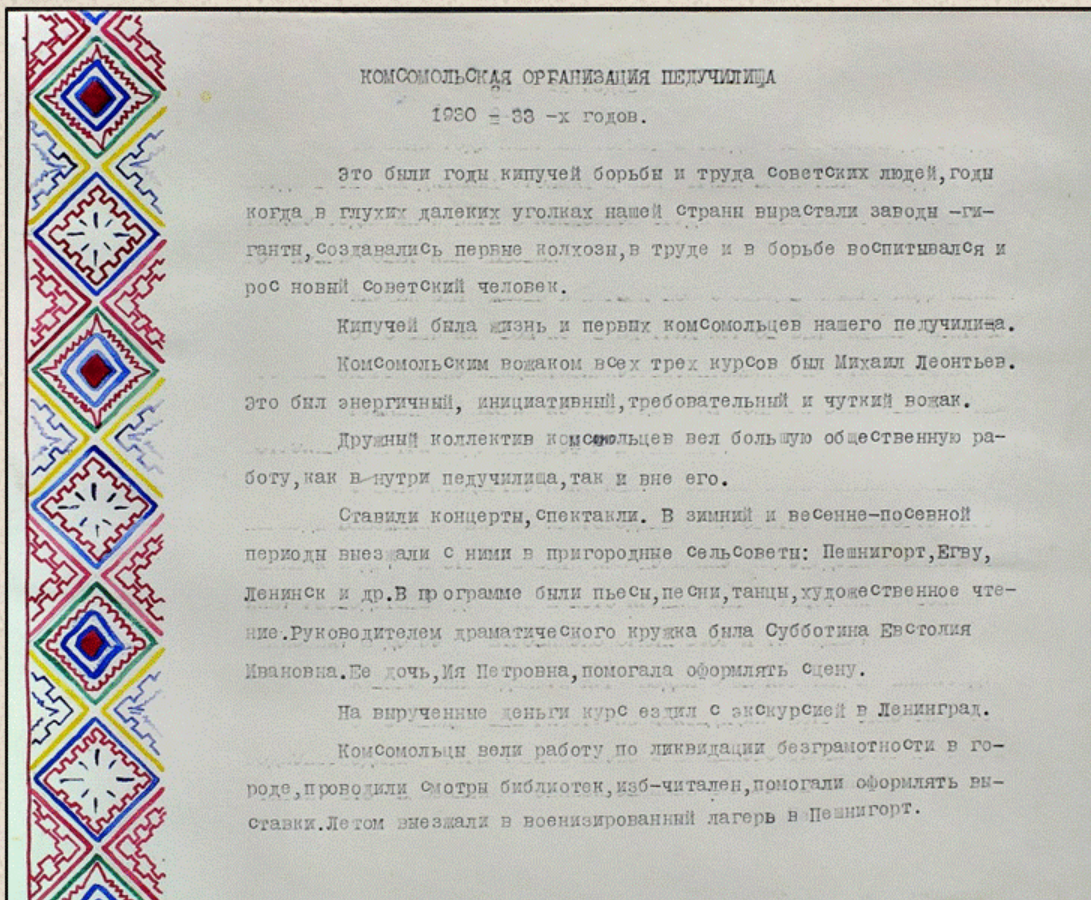 КОМСОМОЛЬСКАЯ ОРГАНИЗАЦИЯ ПЕДУЧИЛИЩА
1930 - 33 -х годов.
Это были годы кипучей борьбы и труда советских людей,годы
когда в глухих далеких уголках нашей страны вырастали заводы -ги-
ганты,создавались первые колхозы,в труде и в борьбе воспитывался и
рос новый советский человек.
Кипучей была жизнь и первых комсомольцев нашего педучилища.
Комсомольским вожаком всех трех курсов был Михаил Леонтьев.
Это был энергичный, инициативный,требовательный и чуткий вожак.
Дружный коллектив комсомольцев вел большую общественную ра-
боту,как в нутри педучилища,так и вне его.
Ставили концерты,спектакли. В зимний и весенне-посевной
периоды выезжали с ними в пригородные сельсоветы: Пешнигорт,Егву,
Ленинск и др.В программе были пьесы,песни,танцы,художественное чте-
ние.Руководителем драматического кружка была Субботина Евстолия
Ивановна.Ее дочь,Ия Петровна,помогала оформлять сцену.
На вырученные деньги курс ездил с экскурсией в Ленинград.
Комсомольцы вели работу по ликвидации безграмотности в го-
роде,проводили смотры библиотек,изб-читален,помогали оформлять вы-
ставки.Летом выезжали в военизированный лагерь в Пешнигорт.